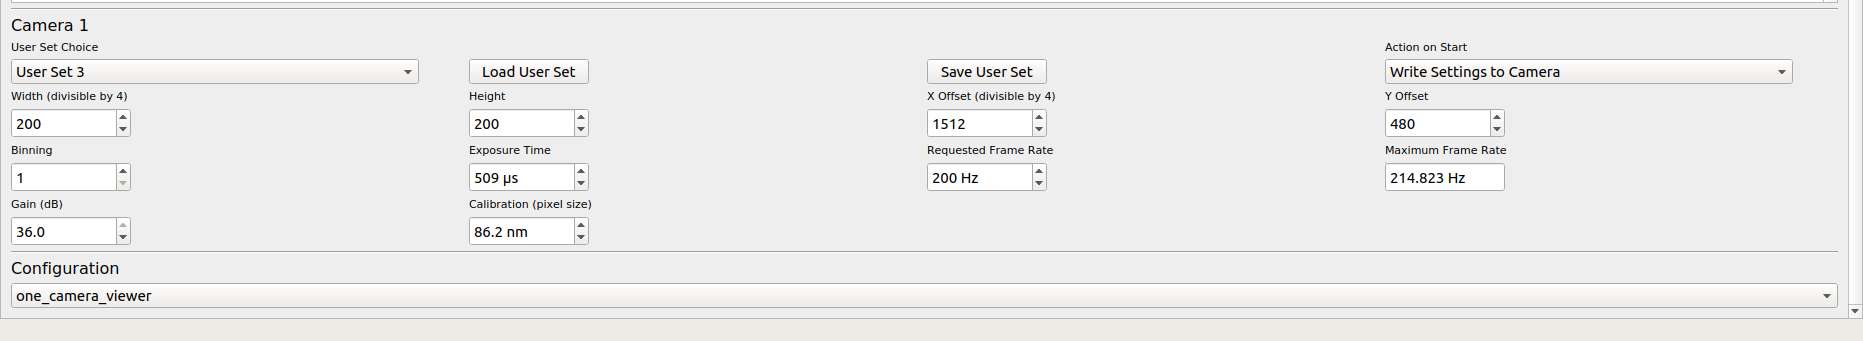 Camera 1
User Set Choice
Action on Start
User Set 3
Load User Set
Save User Set
Write Settings to Camera
Width (divisible by 4)
Height
X Offset (divisible by 4)
Y Offset
200
200
1512
480
Binning
Exposure Time
Requested Frame Rate
Maximum Frame Rate
1
509 µs
200 Hz
214.823 Hz
Gain (dB)
Calibration (pixel size)
36.0
86.2 nm
Configuration
one_camera_viewer